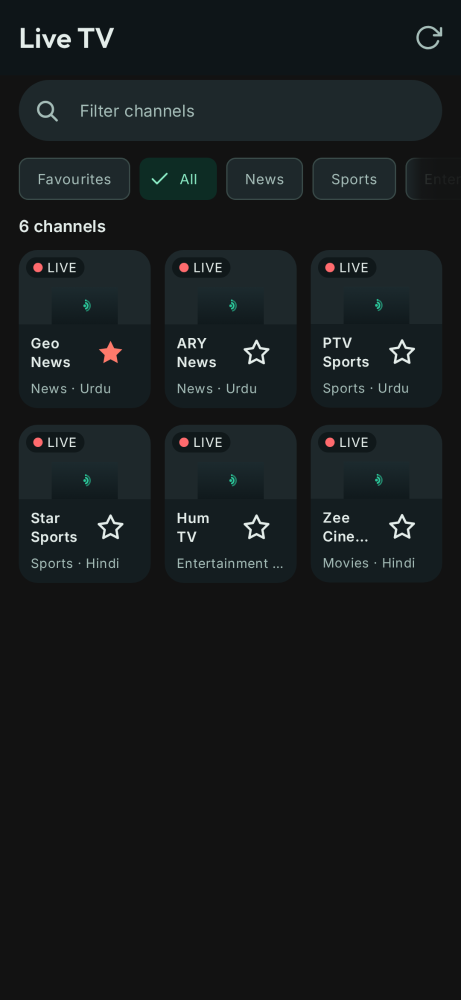 Live TV
Filter channels
Favourites
All
News
Sports
Enter
6 channels
LIVE
LIVE
LIVE
Geo
News
News · Urdu
ARY
News
News · Urdu
PTV
Sports
Sports · Urdu
LIVE
LIVE
LIVE
Star
Sports
Sports · Hindi
Hum
TV
Entertainment ...
Zee
Cine...
Movies · Hindi